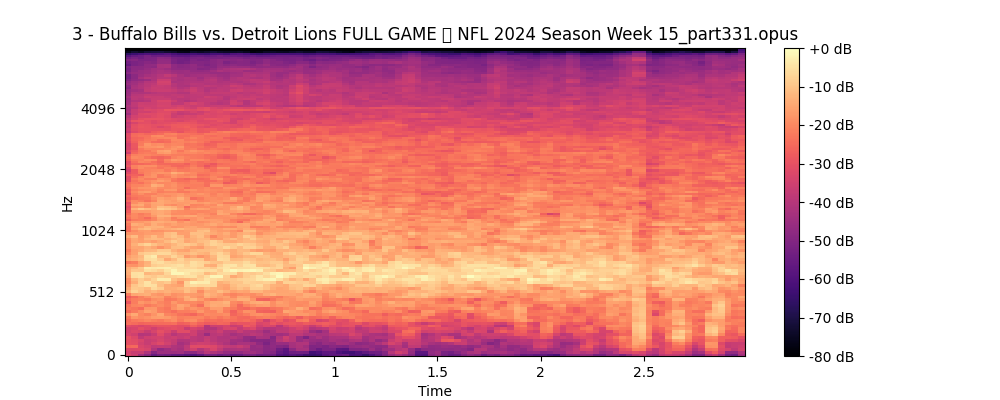 3 - Buffalo Bills vs. Detroit Lions FULL GAME ▯ NFL 2024 Season Week 15_part331.opus
+0 dB
4096
-10 dB
-20 dB
2048
-30 dB
Hz
-40 dB
1024
-50 dB
512
-60 dB
-70 dB
0
-80 dB
0 0.5 1 1.5 2 2.5
Time